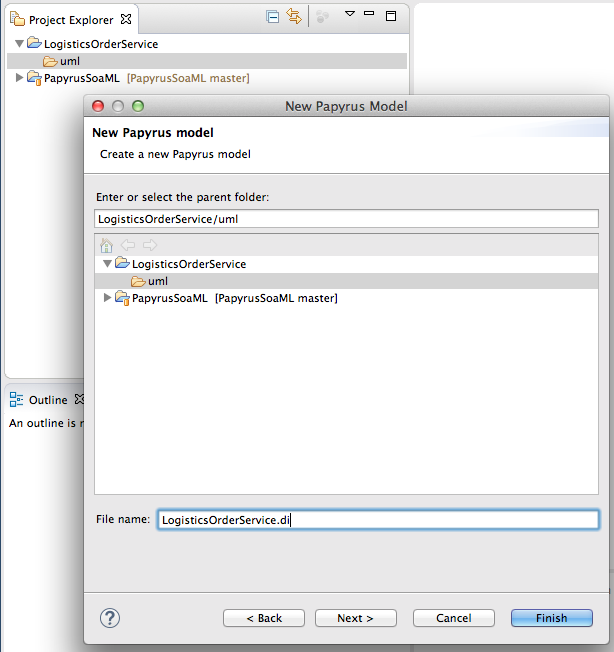 Project Explorer
LogisticsOrderService
uml
PapyrusSoaML [PapyrusSoaML master]
New Papyrus Model
New Papyrus model
Create a new Papyrus model
Enter or select the parent folder:
LogisticsOrderService/uml
LogisticsOrderService
uml
PapyrusSoaML [PapyrusSoaML master]
Outline
An outline is
File name: LogisticsOrderService.di
?
< Back Next > Cancel Finish